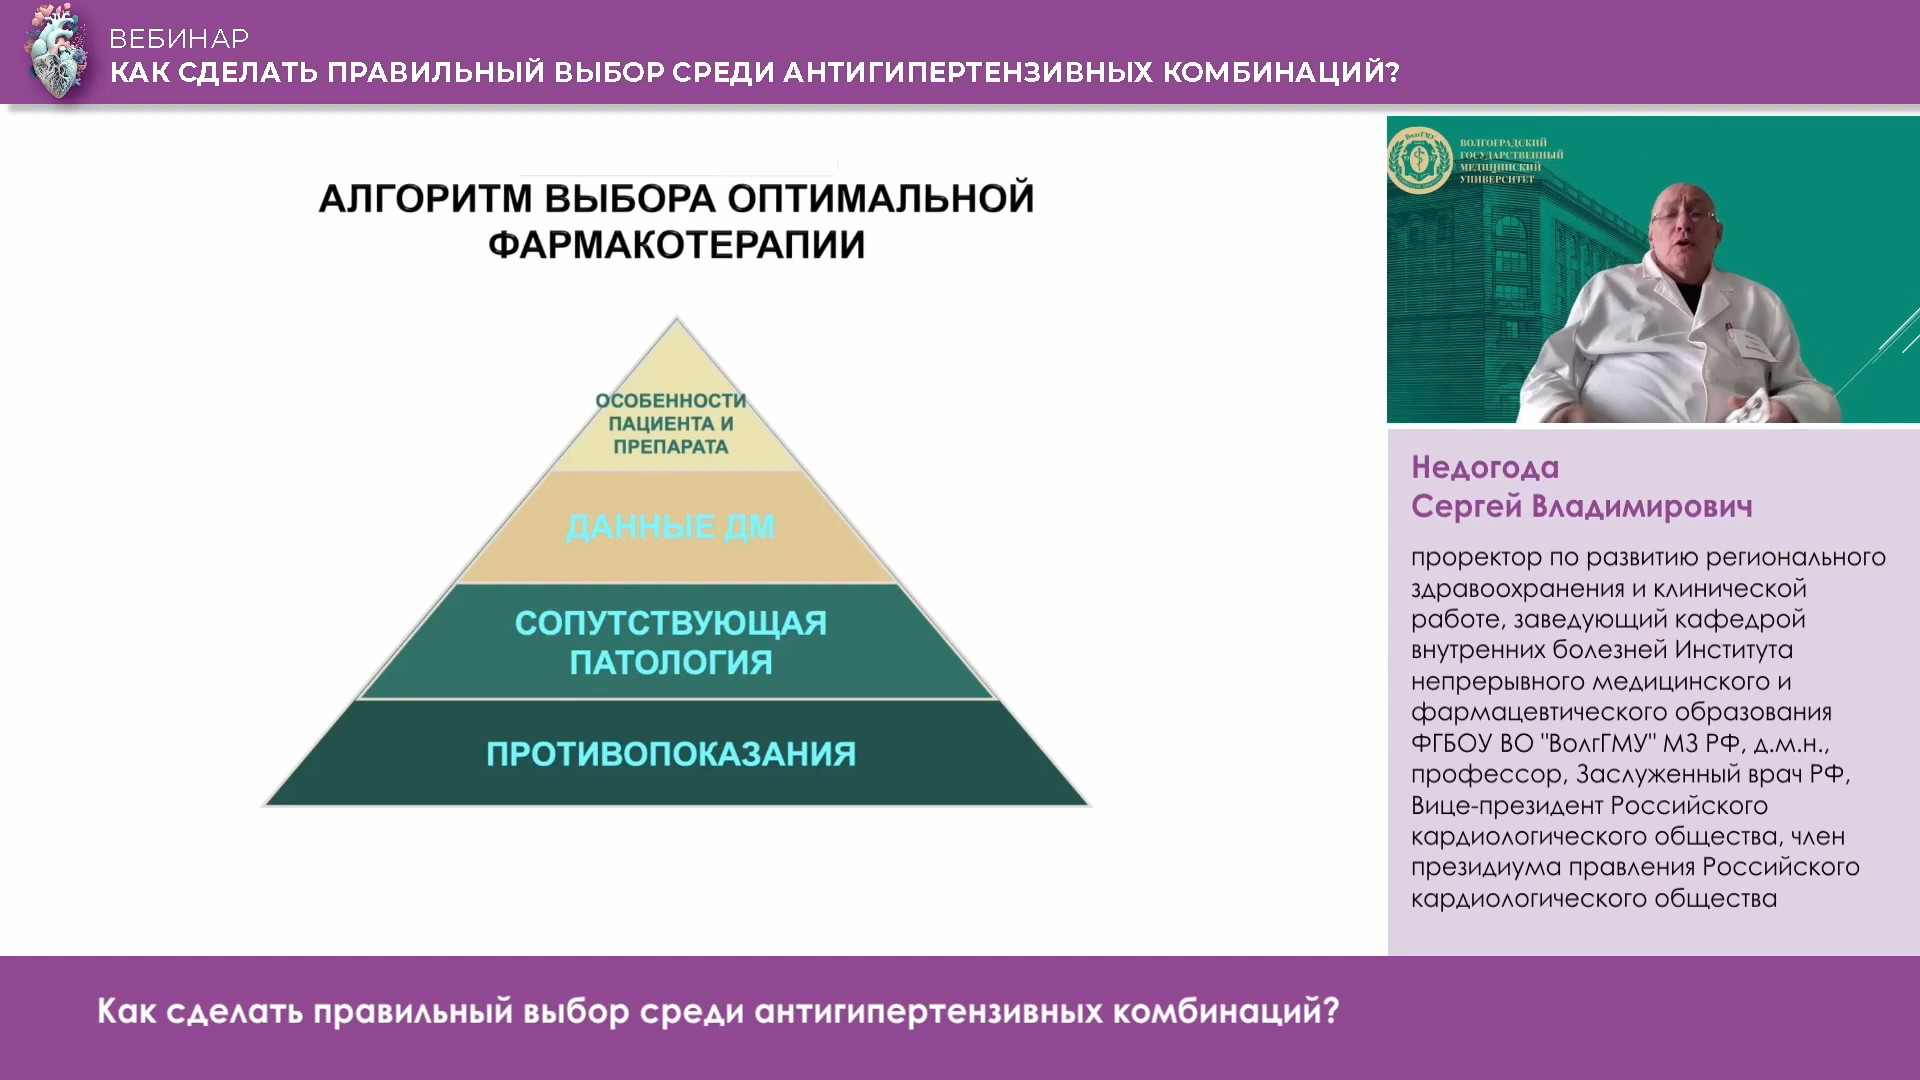 ВЕБИНАР
КАК СДЕЛАТЬ ПРАВИЛЬНЫЙ ВЫБОР СРЕДИ АНТИГИПЕРТЕНЗИВНЫХ КОМБИНАЦИЙ?
АЛГОРИТМ ВЫБОРА ОПТИМАЛЬНОЙ
ФАРМАКОТЕРАПИИ
ОСОБЕННОСТИ
ПАЦИЕНТА И
ПРЕПАРАТА
ДАННЫЕ ДМ
СОПУТСТВУЮЩАЯ
ПАТОЛОГИЯ
ПРОТИВОПОКАЗАНИЯ
ВОЛГОГРАДСКИЙ
ГОСУДАРСТВЕННЫЙ
МЕДИЦИНСКИЙ
УНИВЕРСИТЕТ
Недогода
Сергей Владимирович
проректор по развитию регионального
здравоохранения и клинической
работе, заведующий кафедрой
внутренних болезней Института
непрерывного медицинского и
фармацевтического образования
ФГБОУ ВО "ВолгГМУ" МЗ РФ, д.м.н.,
профессор, Заслуженный врач РФ,
Вице-президент Российского
кардиологического общества, член
президиума правления Российского
кардиологического общества
Как сделать правильный выбор среди антигипертензивных комбинаций?